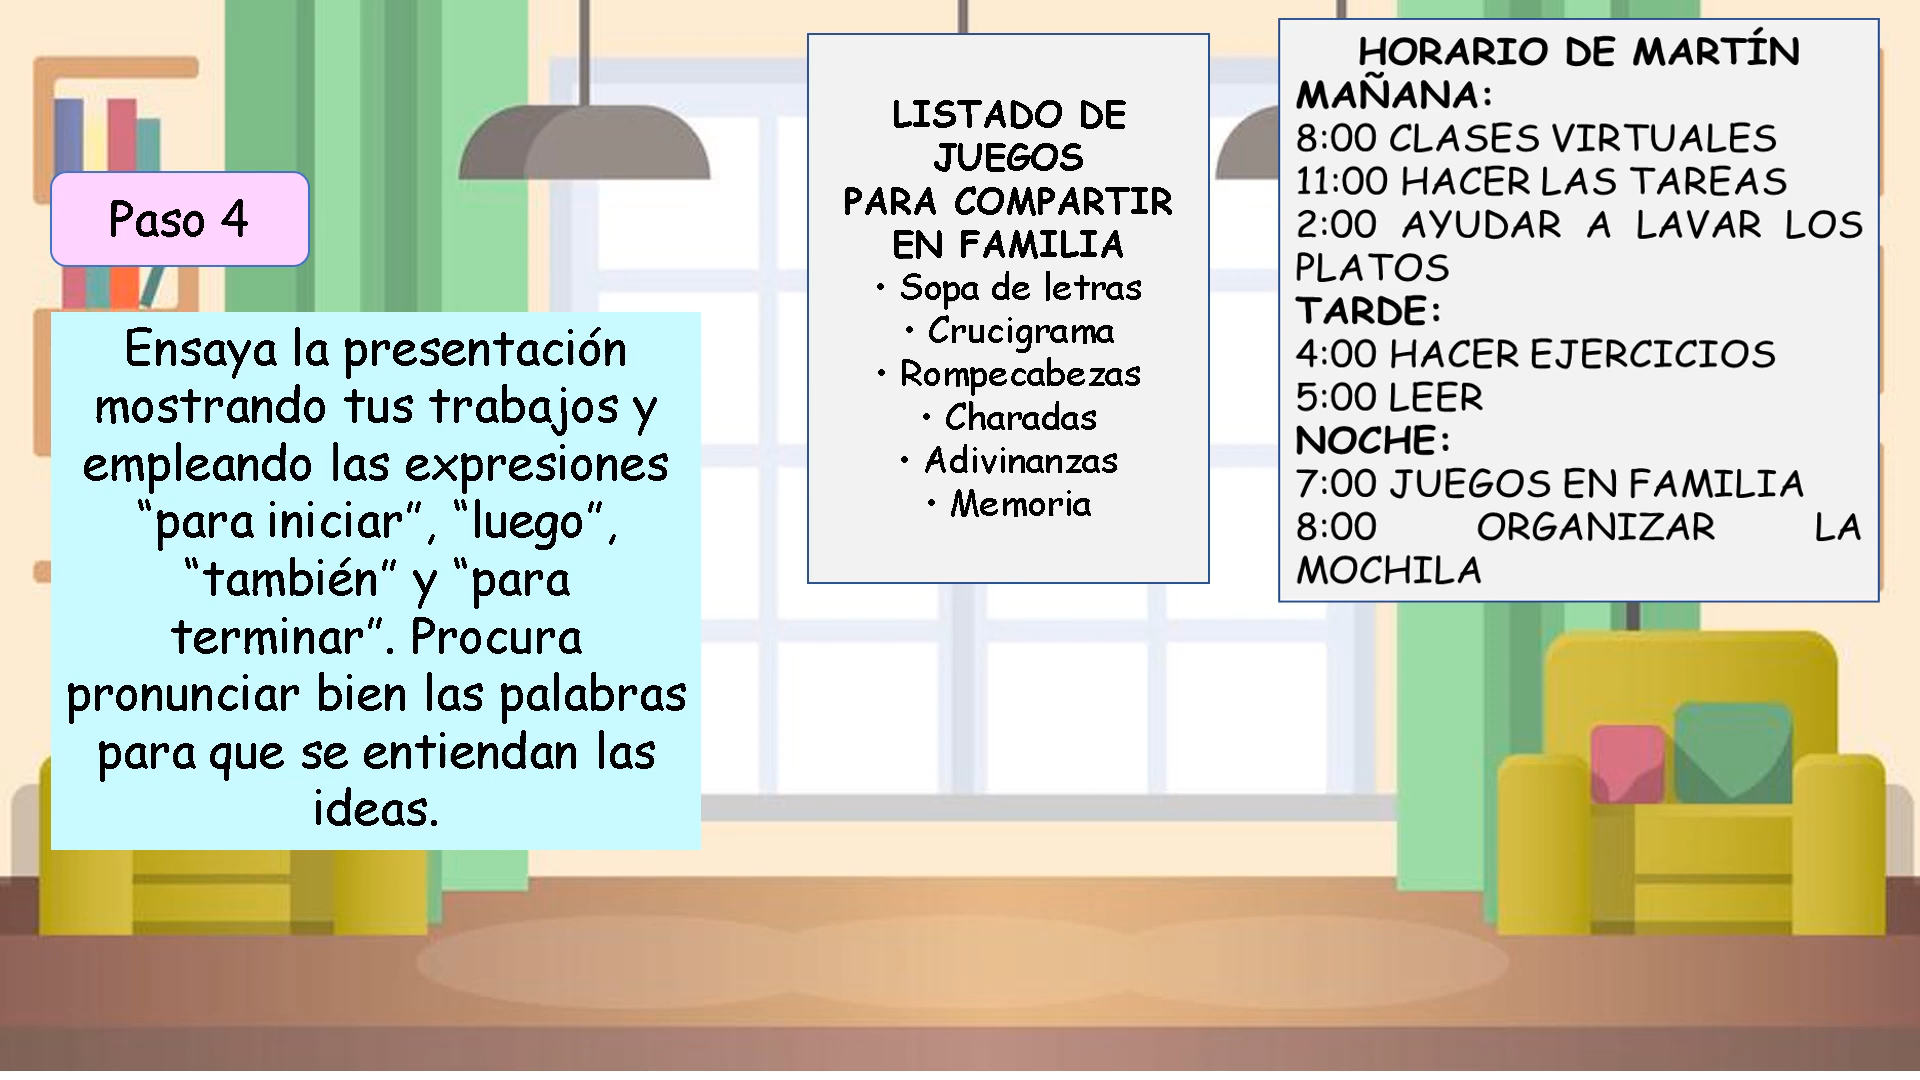 Paso 4
Ensaya la presentación
mostrando tus trabajos y
empleando las expresiones
“para iniciar”, “luego”,
“también” y “para
terminar”. Procura
pronunciar bien las palabras
para que se entiendan las
ideas.
LISTADO DE
JUEGOS
PARA COMPARTIR
EN FAMILIA
• Sopa de letras
• Crucigrama
• Rompecabezas
• Charadas
• Adivinanzas
• Memoria
HORARIO DE MARTÍN
MAÑANA:
8:00 CLASES VIRTUALES
11:00 HACER LAS TAREAS
2:00 AYUDAR A LAVAR LOS
PLATOS
TARDE:
4:00 HACER EJERCICIOS
5:00 LEER
NOCHE:
7:00 JUEGOS EN FAMILIA
8:00 ORGANIZAR LA
MOCHILA